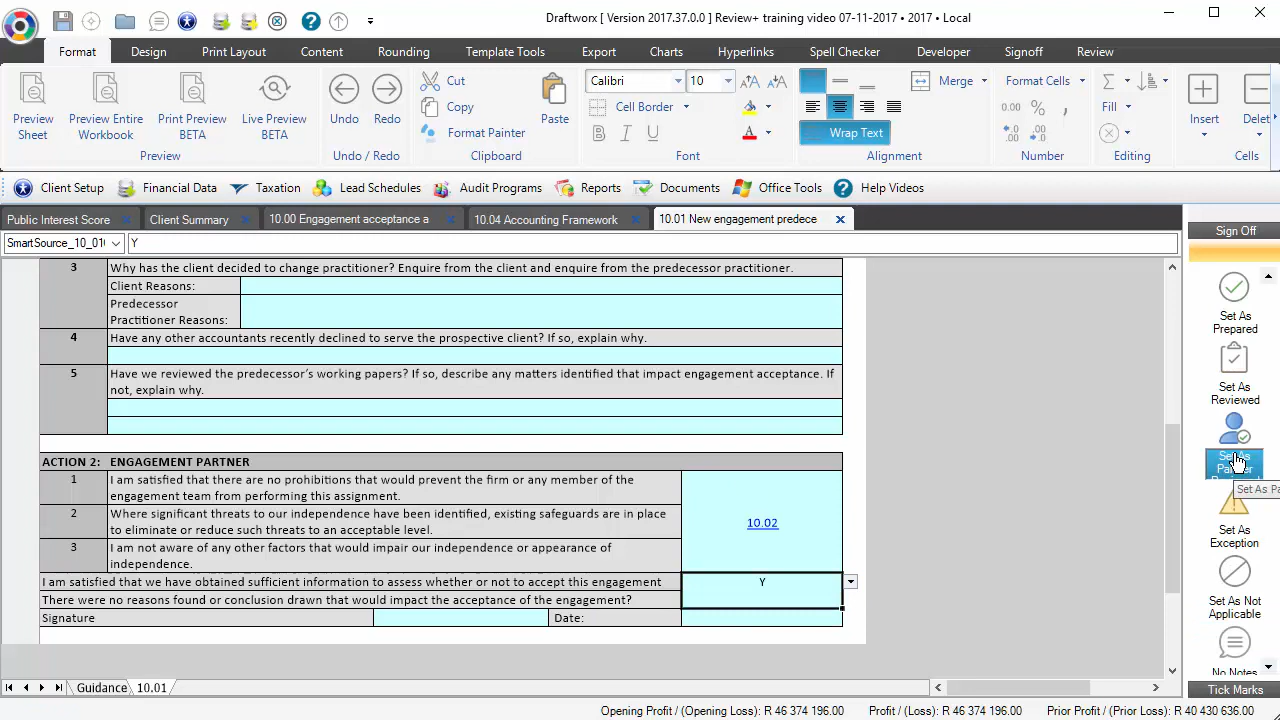 Draftworx [ Version 2017.37.0.0 ] Review+ training video 07-11-2017 • 2017 • Local
Format Design Print Layout Content Rounding Template Tools Export Charts Hyperlinks Spell Checker Developer Signoff Review
Preview Sheet
Preview Entire Workbook
Print Preview BETA
Live Preview BETA
Preview
Undo
Redo
Undo / Redo
Cut
Copy
Format Painter
Paste
Clipboard
Calibri 10
Cell Border
B I U
Font
Merge
Wrap Text
Alignment
Format Cells
0.00 % ,
Number
Fill
Editing
Insert
Delet
Cells
Client Setup Financial Data Taxation Lead Schedules Audit Programs Reports Documents Office Tools Help Videos
Public Interest Score Client Summary 10.00 Engagement acceptance a 10.04 Accounting Framework 10.01 New engagement predece
SmartSource_10_01 Y
3 Why has the client decided to change practitioner? Enquire from the client and enquire from the predecessor practitioner.
Client Reasons:
Predecessor
Practitioner Reasons:
4 Have any other accountants recently declined to serve the prospective client? If so, explain why.
5 Have we reviewed the predecessor's working papers? If so, describe any matters identified that impact engagement acceptance. If
not, explain why.
ACTION 2: ENGAGEMENT PARTNER
1 I am satisfied that there are no prohibitions that would prevent the firm or any member of the
engagement team from performing this assignment.
2 Where significant threats to our independence have been identified, existing safeguards are in place
to eliminate or reduce such threats to an acceptable level.
10.02
3 I am not aware of any other factors that would impair our independence or appearance of
independence.
I am satisfied that we have obtained sufficient information to assess whether or not to accept this engagement Y
There were no reasons found or conclusion drawn that would impact the acceptance of the engagement?
Signature Date:
Guidance 10.01
Sign Off
Set As
Prepared
Set As
Reviewed
Set As
Partner
Set As Pa
Set As
Exception
Set As Not
Applicable
No Notes
Tick Marks
Opening Profit / (Opening Loss): R 46 374 196.00 Profit / (Loss): R 46 374 196.00 Prior Profit / (Prior Loss): R 40 430 636.00